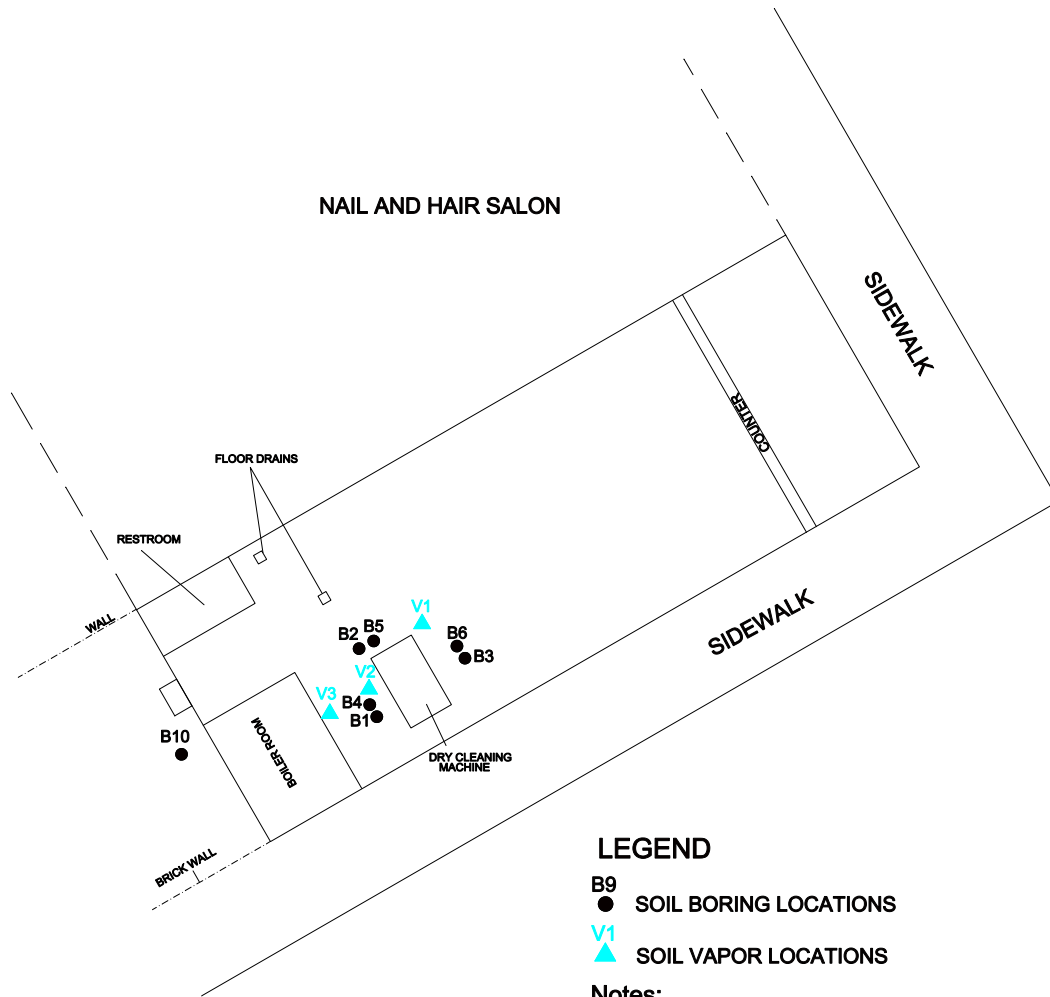 NAIL AND HAIR SALON
SIDEWALK
COUNTER
FLOOR DRAINS
RESTROOM
WALL
V1
B5
B2
B6
B3
V2
V3
B4
B1
B10
BOILER ROOM
DRY CLEANING
MACHINE
SIDEWALK
BRICK WALL
LEGEND
B9
SOIL BORING LOCATIONS
V1
SOIL VAPOR LOCATIONS
Notes: